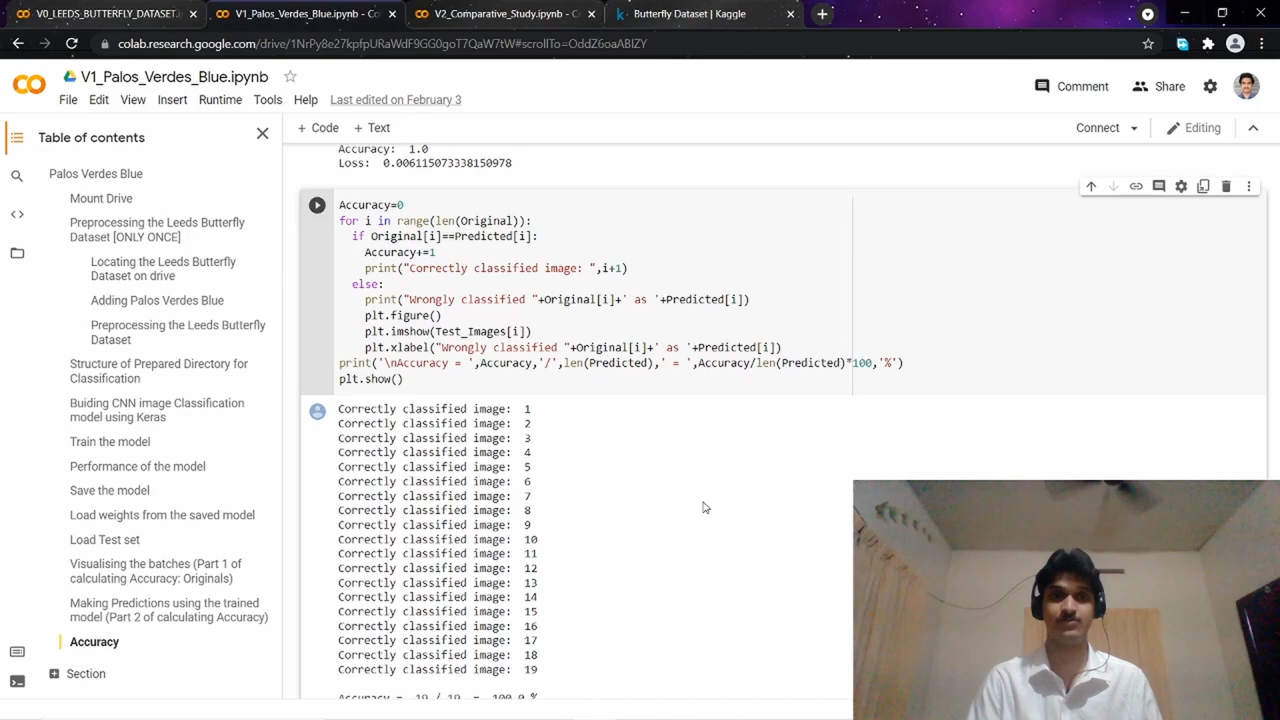 V0_LEEDS_BUTTERFLY_DATASET.
V1_Palos_Verdes_Blue.ipynb - Co
V2_Comparative_Study.ipynb - C
Butterfly Dataset | Kaggle
colab.research.google.com/drive/1NrPy8e27kpfpURaWdF9GG0goT7QaW7tW#scrollTo=OddZ6oaABIZY
V1_Palos_Verdes_Blue.ipynb
Comment
Share
File Edit View Insert Runtime Tools Help Last edited on February 3
Table of contents
+ Code + Text
Connect
Editing
Palos Verdes Blue
Mount Drive
Preprocessing the Leeds Butterfly
Dataset [ONLY ONCE]
Locating the Leeds Butterfly
Dataset on drive
Adding Palos Verdes Blue
Preprocessing the Leeds Butterfly
Dataset
Structure of Prepared Directory for
Classification
Buiding CNN image Classification
model using Keras
Train the model
Performance of the model
Save the model
Load weights from the saved model
Load Test set
Visualising the batches (Part 1 of
calculating Accuracy: Originals)
Making Predictions using the trained
model (Part 2 of calculating Accuracy)
Accuracy
Section
Accuracy: 1.0
Loss: 0.006115073338150978
Accuracy=0
for i in range(len(Original)):
if Original[i]==Predicted[i]:
Accuracy+=1
print("Correctly classified image: ",i+1)
else:
print("Wrongly classified "+Original[i]+' as '+Predicted[i])
plt.figure()
plt.imshow(Test_Images[i])
plt.xlabel("Wrongly classified "+Original[i]+' as '+Predicted[i])
print('\nAccuracy = ',Accuracy,'/',len(Predicted),' = ',Accuracy/len(Predicted)*100,'%')
plt.show()
Correctly classified image: 1
Correctly classified image: 2
Correctly classified image: 3
Correctly classified image: 4
Correctly classified image: 5
Correctly classified image: 6
Correctly classified image: 7
Correctly classified image: 8
Correctly classified image: 9
Correctly classified image: 10
Correctly classified image: 11
Correctly classified image: 12
Correctly classified image: 13
Correctly classified image: 14
Correctly classified image: 15
Correctly classified image: 16
Correctly classified image: 17
Correctly classified image: 18
Correctly classified image: 19
Accuracy = 19 / 19 = 100.0 %